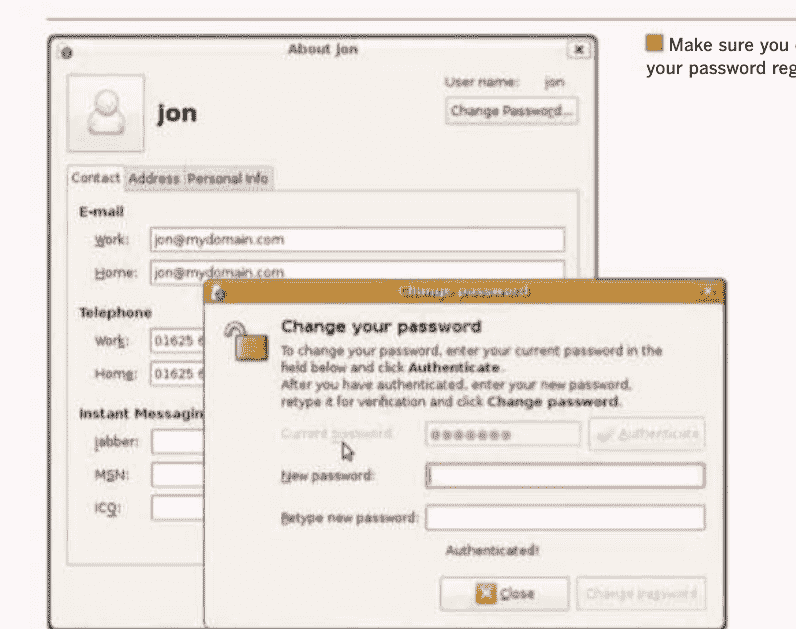 Make sure you
your password reg
About jon
User name: jon
jon
Change Password...
Contact Address Personal Info
E-mail
Work: jon@mydomain.com
Home: jon@mydomain.com
Telephone
Work: 01625 6
Home: 01625 6
Instant Messagin
Jabber:
MSN:
ICQ:
Change password
Change your password
To change your password, enter your current password in the
field below and click Authenticate.
After you have authenticated, enter your new password,
retype it for verification and click Change password.
Current password: Authenticate
New password:
Retype new password:
Authenticated!
Close Change password